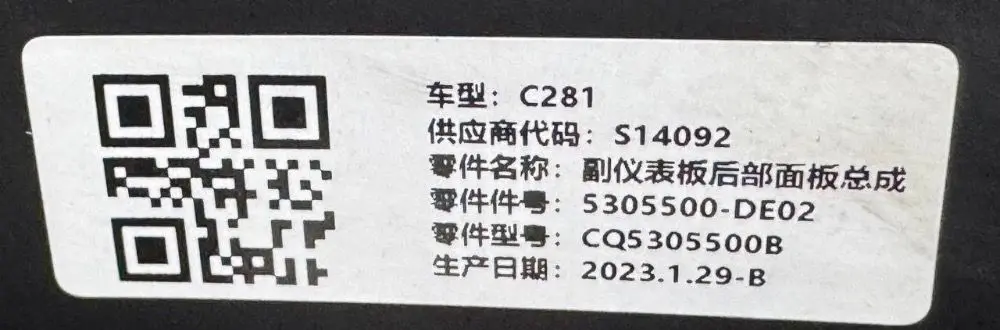 车型：C281
供应商代码：S14092
零件名称：副仪表板后部面板总成
零件件号：5305500-DE02
零件型号：CQ5305500B
生产日期：2023.1.29-B